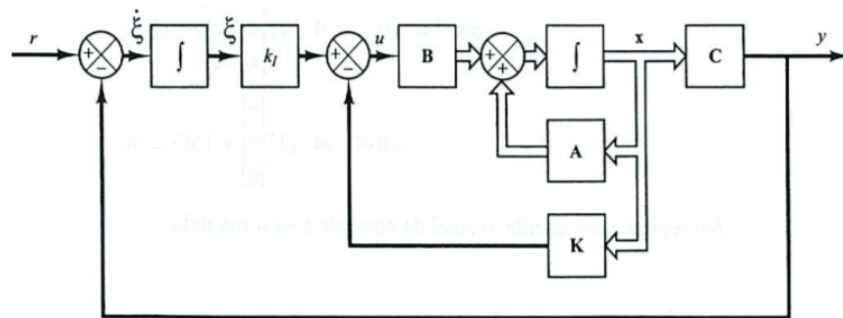 r + − ξ̇ ∫ ξ k_I + − u B + + ∫ x C y
A
K